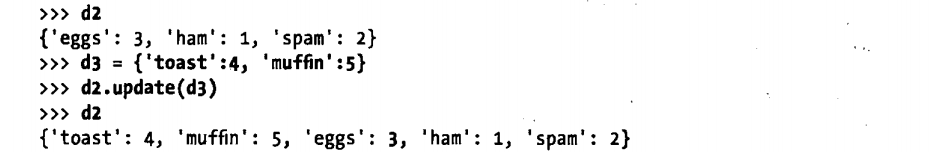 >>> d2
{'eggs': 3, 'ham': 1, 'spam': 2}
>>> d3 = {'toast':4, 'muffin':5}
>>> d2.update(d3)
>>> d2
{'toast': 4, 'muffin': 5, 'eggs': 3, 'ham': 1, 'spam': 2}